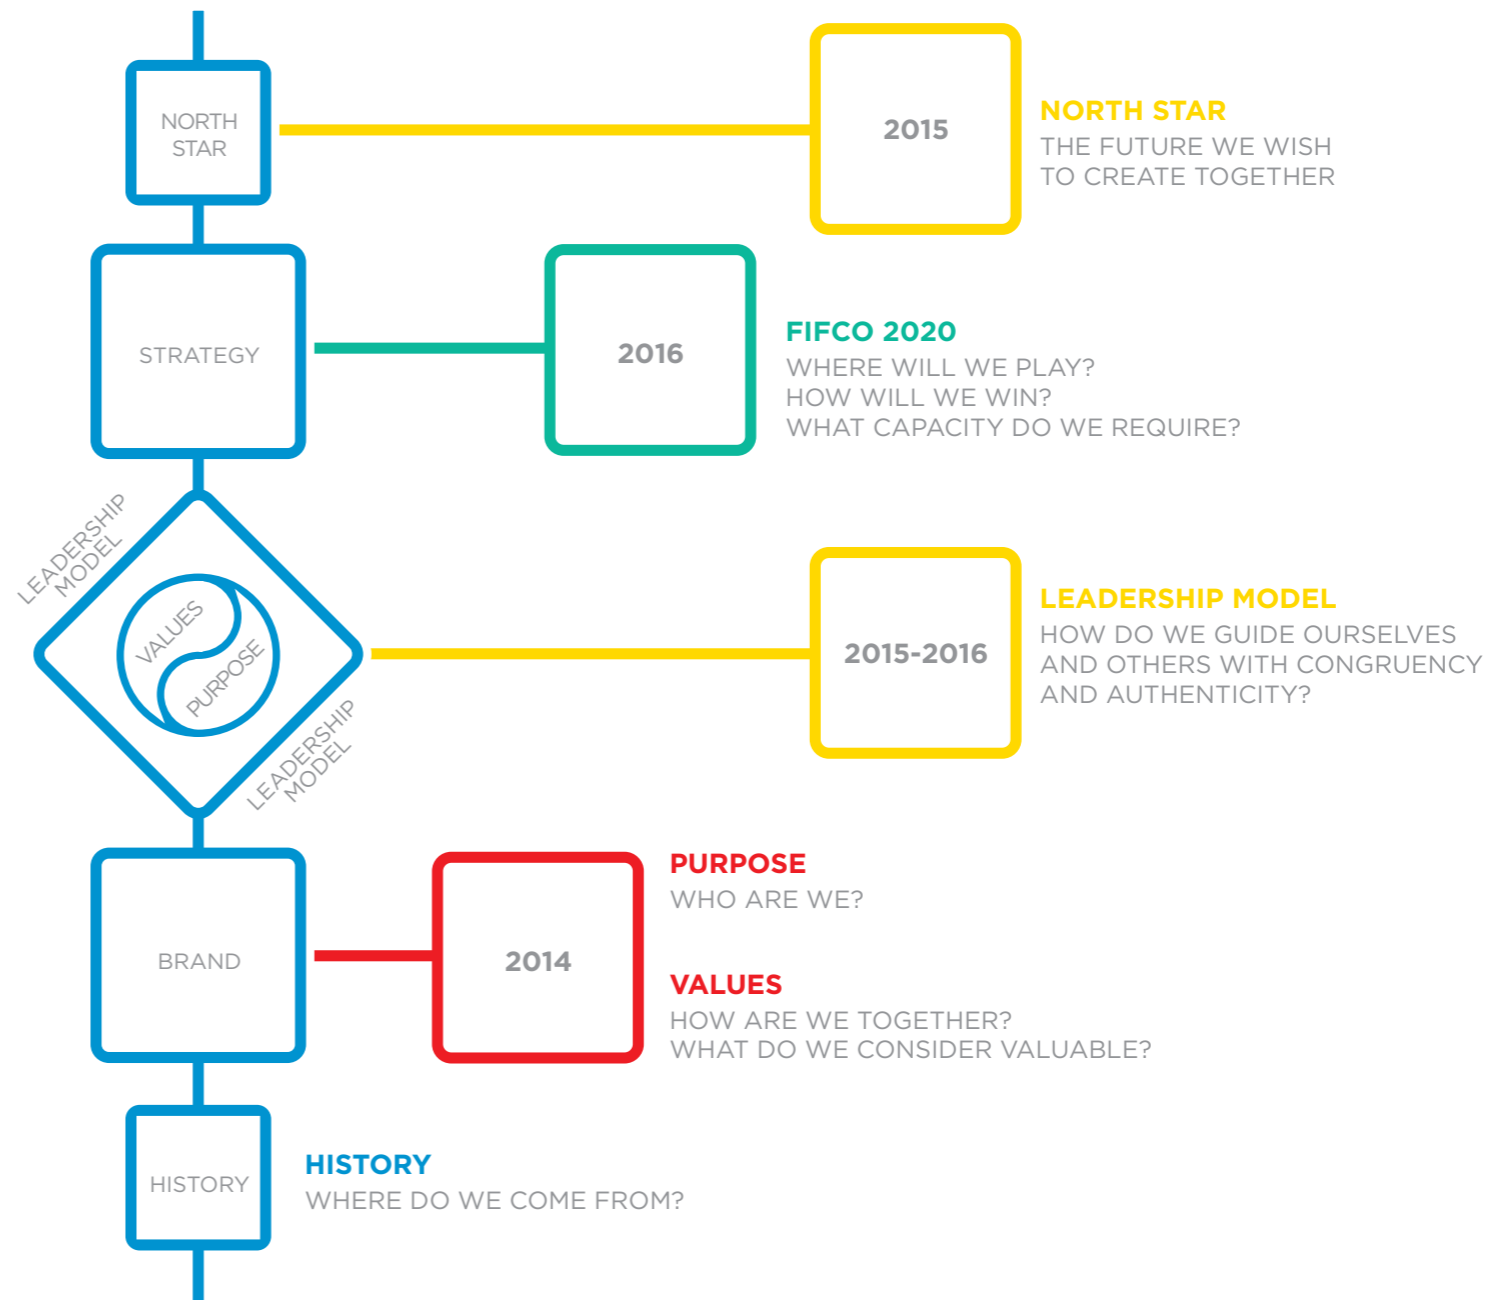 NORTH
STAR
2015
NORTH STAR
THE FUTURE WE WISH
TO CREATE TOGETHER
STRATEGY
2016
FIFCO 2020
WHERE WILL WE PLAY?
HOW WILL WE WIN?
WHAT CAPACITY DO WE REQUIRE?
LEADERSHIP
MODEL
VALUES
PURPOSE
LEADERSHIP
MODEL
2015-2016
LEADERSHIP MODEL
HOW DO WE GUIDE OURSELVES
AND OTHERS WITH CONGRUENCY
AND AUTHENTICITY?
BRAND
2014
PURPOSE
WHO ARE WE?
VALUES
HOW ARE WE TOGETHER?
WHAT DO WE CONSIDER VALUABLE?
HISTORY
HISTORY
WHERE DO WE COME FROM?